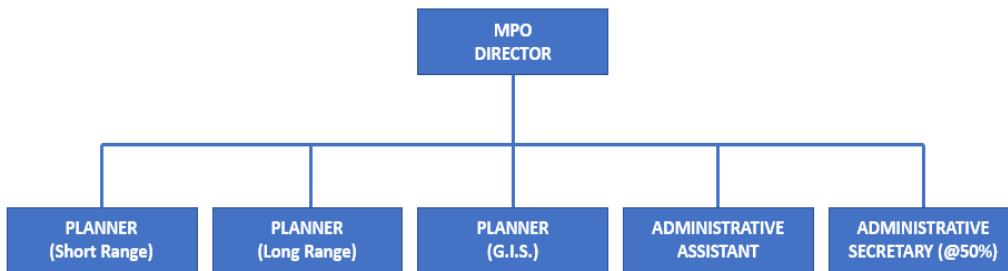 MPO
DIRECTOR
PLANNER
(Short Range)
PLANNER
(Long Range)
PLANNER
(G.I.S.)
ADMINISTRATIVE
ASSISTANT
ADMINISTRATIVE
SECRETARY (@50%)